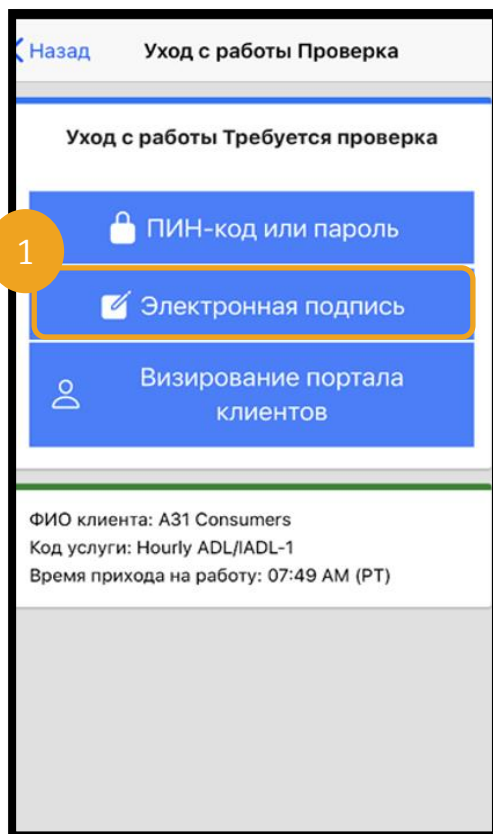 Назад Уход с работы Проверка
Уход с работы Требуется проверка
ПИН-код или пароль
1
Электронная подпись
Визирование портала
клиентов
ФИО клиента: A31 Consumers
Код услуги: Hourly ADL/IADL-1
Время прихода на работу: 07:49 AM (PT)